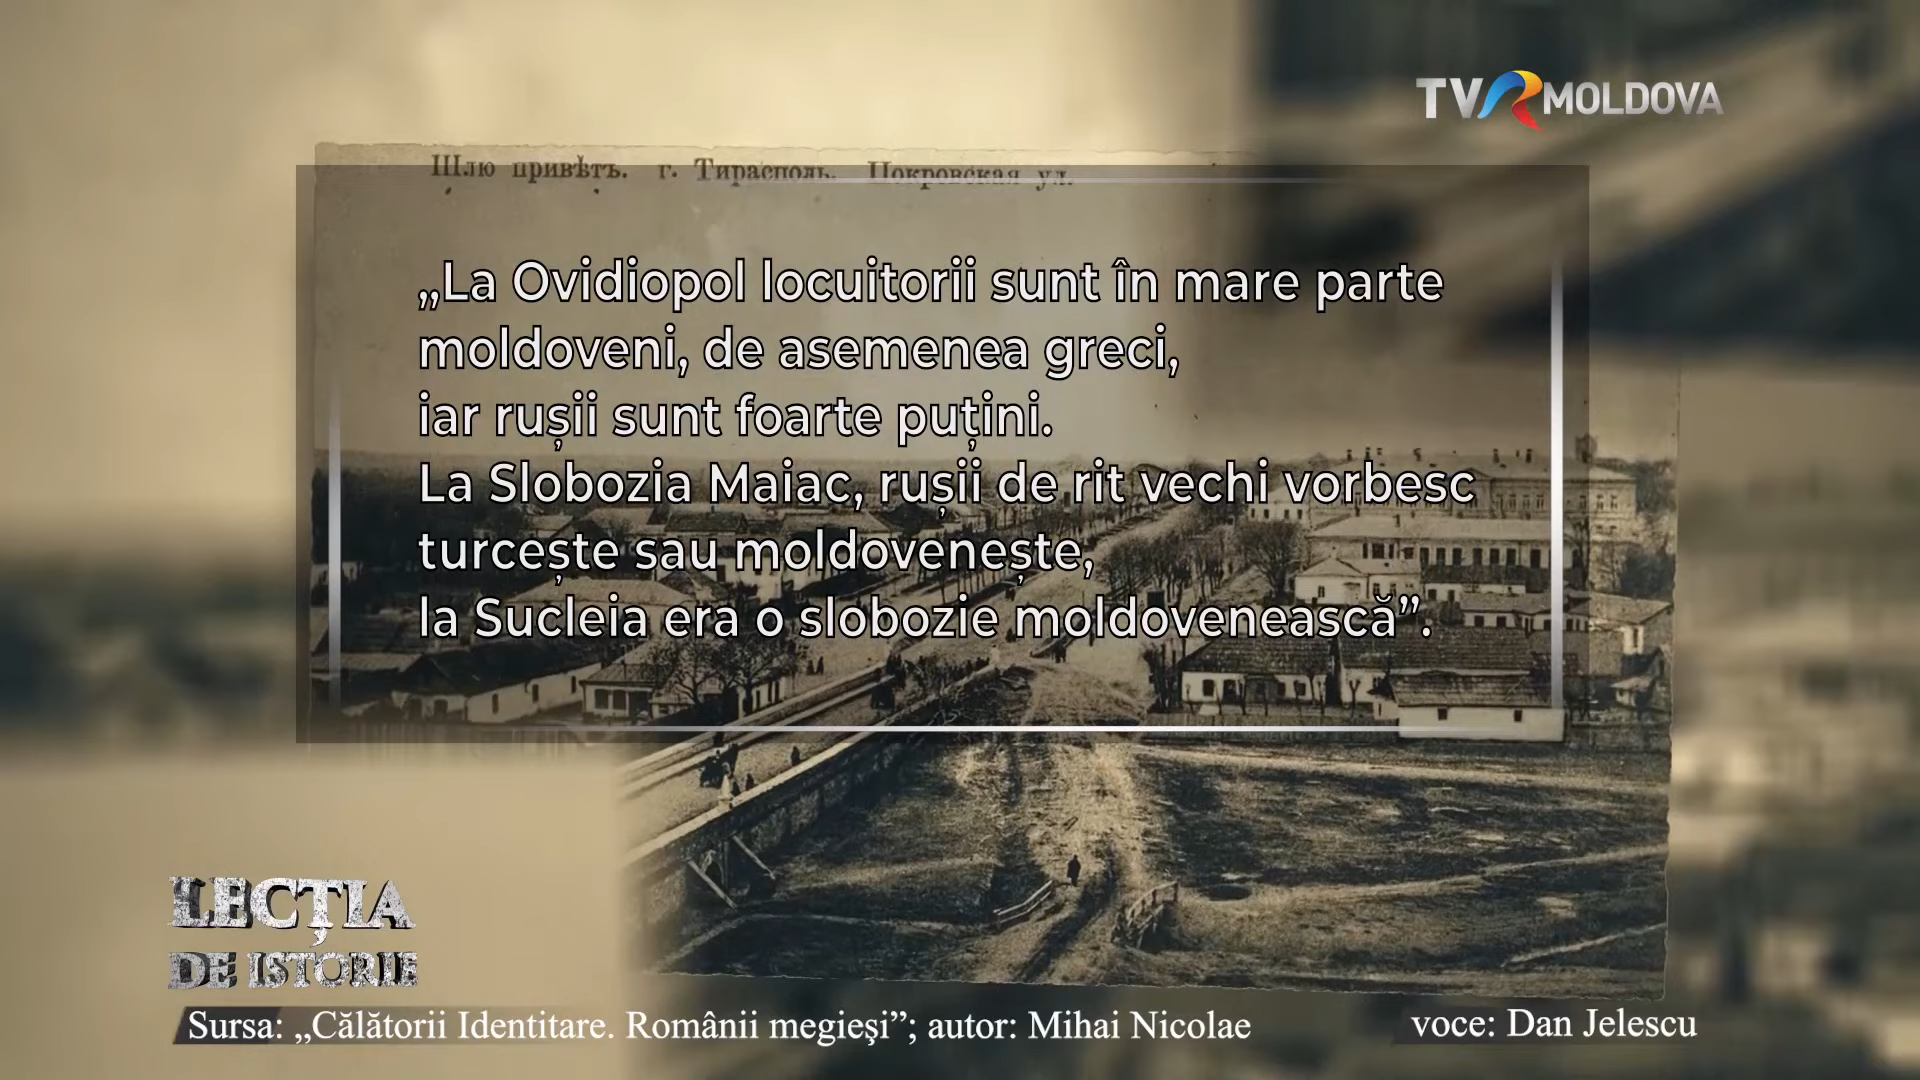 TVR MOLDOVA
Шлю привѣтъ. г. Тирасполь. Покровская ул.
„La Ovidiopol locuitorii sunt în mare parte
moldoveni, de asemenea greci,
iar rușii sunt foarte puțini.
La Slobozia Maiac, rușii de rit vechi vorbesc
turcește sau moldovenește,
la Sucleia era o slobozie moldovenească”.
LECȚIA
DE ISTORIE
Sursa: „Călătorii Identitare. Românii megieşi”; autor: Mihai Nicolae
voce: Dan Jelescu